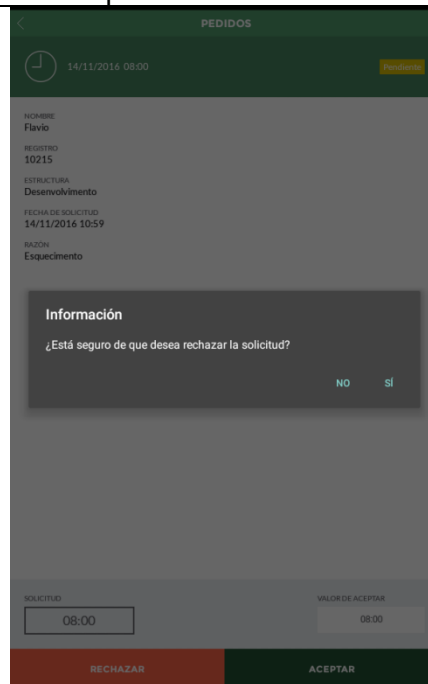 PEDIDOS
14/11/2016 08:00
Pendiente
NOMBRE
Flavio
REGISTRO
10215
ESTRUCTURA
Desenvolvimento
FECHA DE SOLICITUD
14/11/2016 10:59
RAZÓN
Esquecimento
Información
¿Está seguro de que desea rechazar la solicitud?
NO SÍ
SOLICITUD VALOR DE ACEPTAR
08:00 08:00
RECHAZAR ACEPTAR